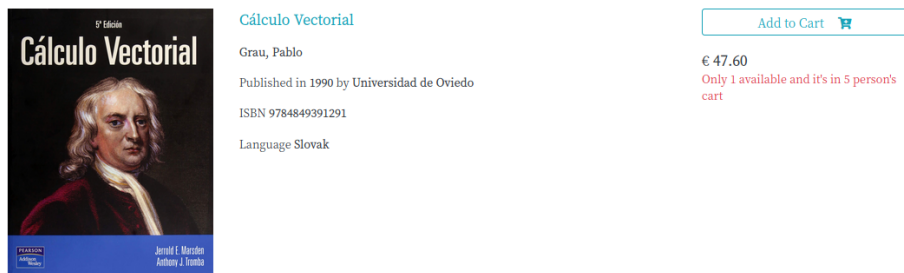 5ª Edición
Cálculo Vectorial
PEARSON
Addison
Wesley
Jerrold E. Marsden
Anthony J. Tromba
Cálculo Vectorial
Grau, Pablo
Published in 1990 by Universidad de Oviedo
ISBN 9784849391291
Language Slovak
Add to Cart
€ 47.60
Only 1 available and it's in 5 person's
cart